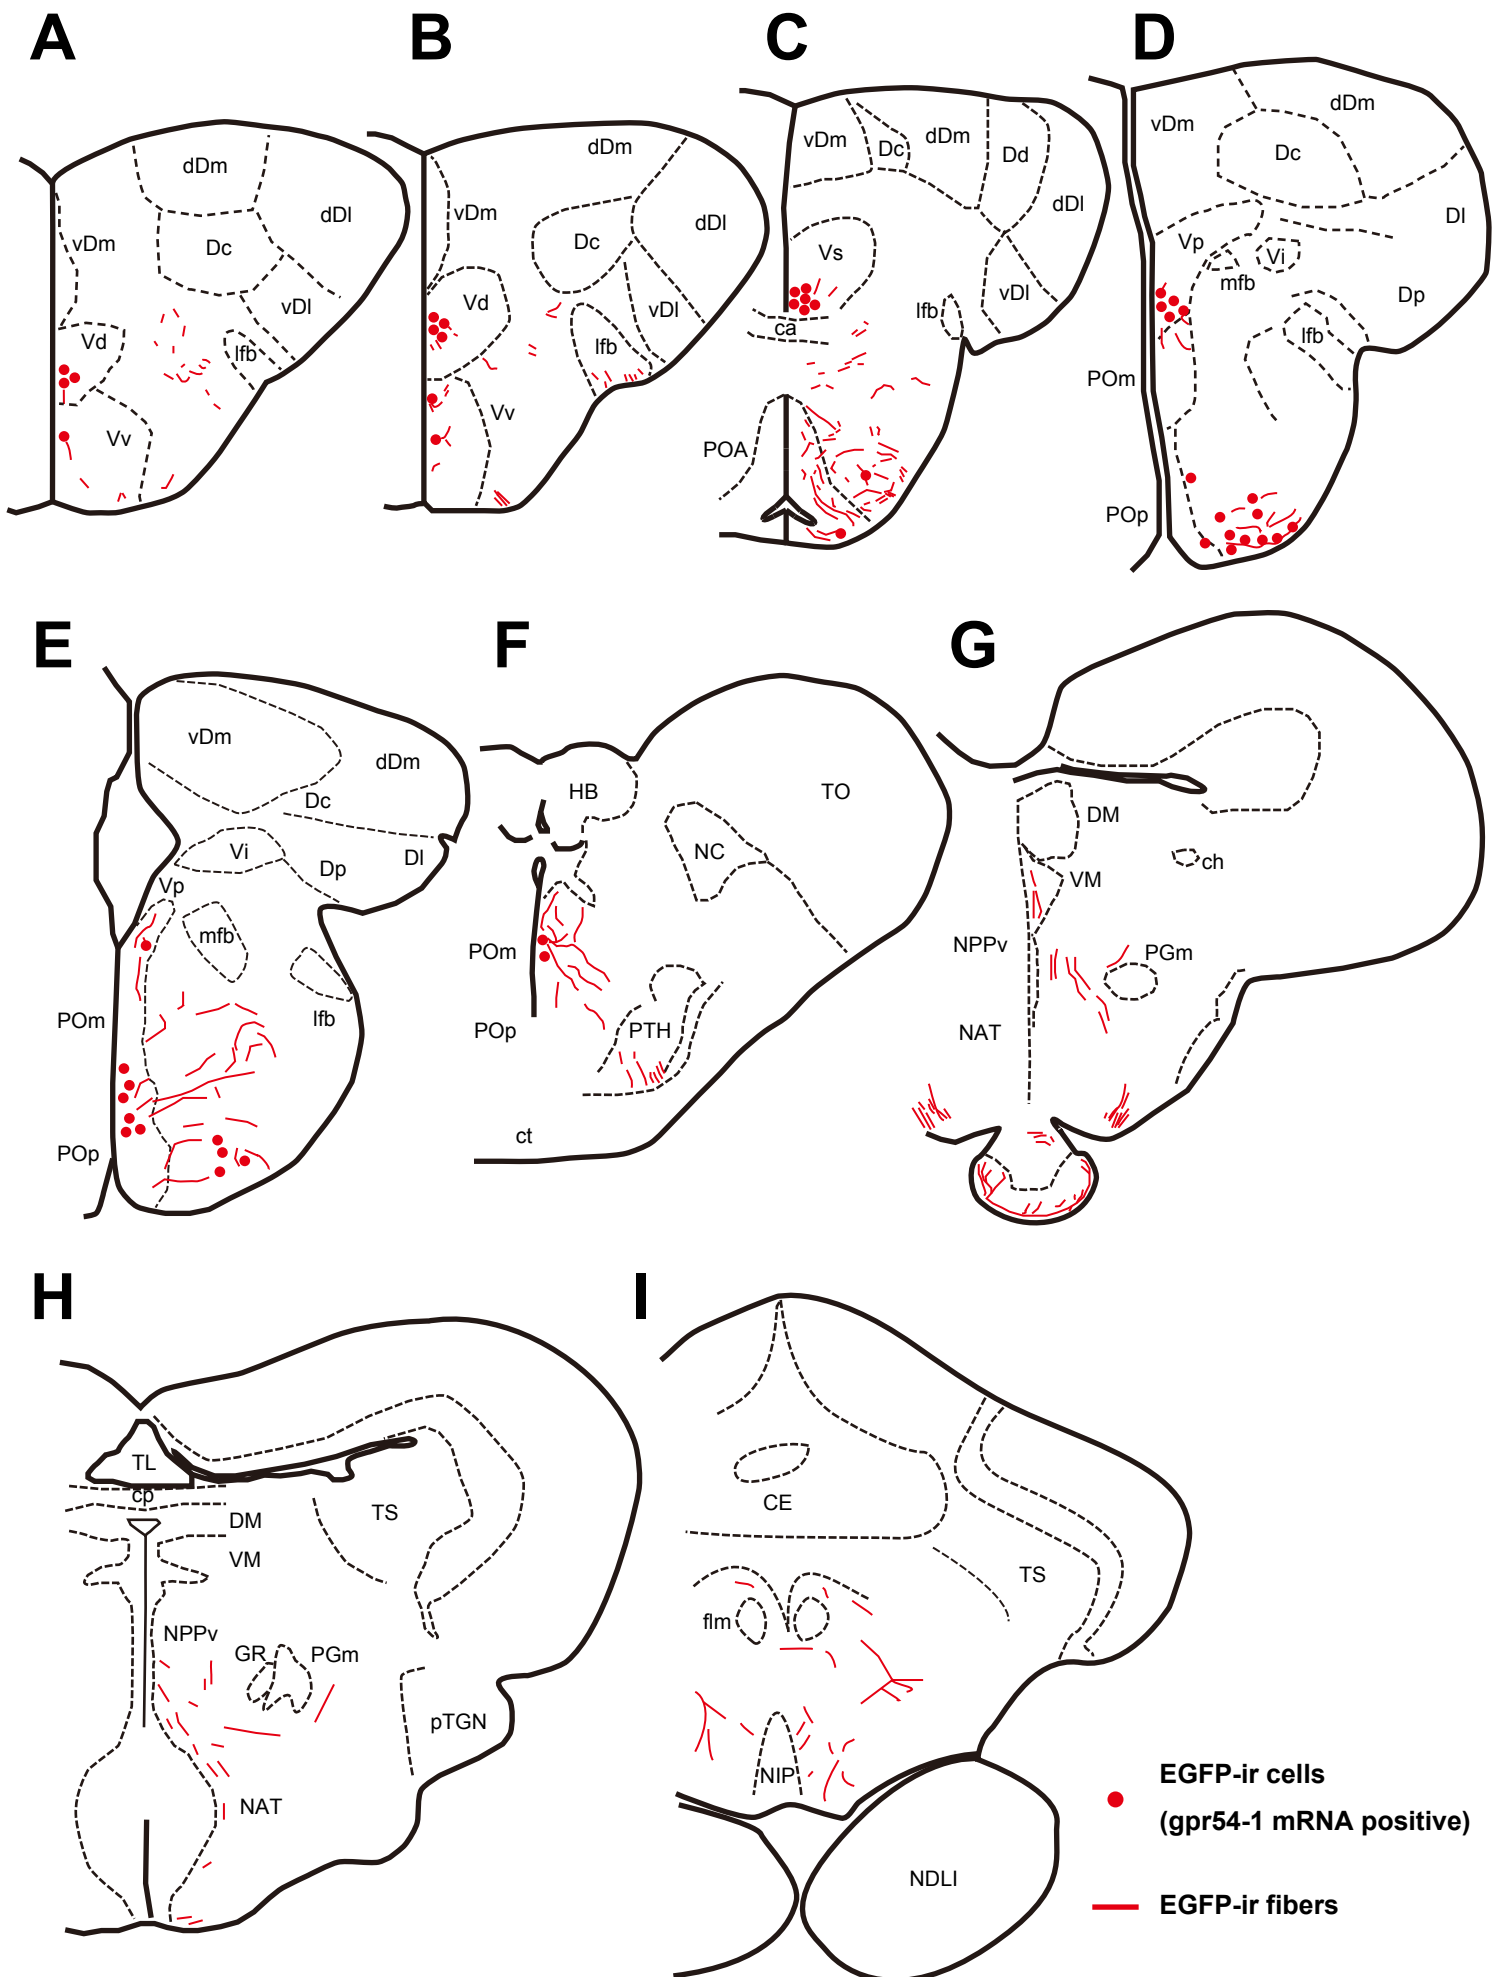 A
dDm
dDl
vDm
Dc
vDl
Vd
lfb
Vv
B
dDm
vDm
dDl
Dc
Vd
vDl
lfb
Vv
C
vDm
Dc
dDm
Dd
dDl
Vs
vDl
lfb
ca
POA
D
dDm
vDm
Dc
Dl
Vp
Vi
mfb
Dp
lfb
POm
POp
E
vDm
dDm
Dc
Vi
Dl
Dp
Vp
mfb
POm
lfb
POp
F
HB
TO
NC
POm
POp
PTH
ct
G
DM
ch
VM
NPPv
PGm
NAT
H
TL
cp
DM
TS
VM
NPPv
GR
PGm
pTGN
NAT
I
CE
TS
flm
NIP
NDLI
EGFP-ir cells
(gpr54-1 mRNA positive)
EGFP-ir fibers